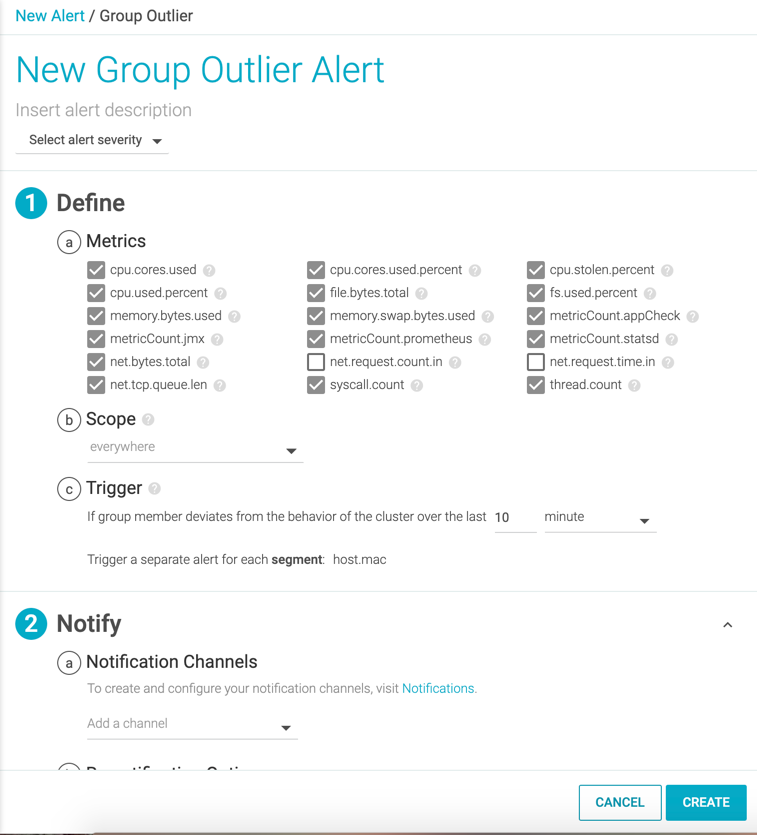 New Alert / Group Outlier
New Group Outlier Alert
Insert alert description
Select alert severity
1 Define
a Metrics
cpu.cores.used ? cpu.cores.used.percent ? cpu.stolen.percent ?
cpu.used.percent ? file.bytes.total ? fs.used.percent ?
memory.bytes.used ? memory.swap.bytes.used ? metricCount.appCheck ?
metricCount.jmx ? metricCount.prometheus ? metricCount.statsd ?
net.bytes.total ? net.request.count.in ? net.request.time.in ?
net.tcp.queue.len ? syscall.count ? thread.count ?
b Scope ?
everywhere
c Trigger ?
If group member deviates from the behavior of the cluster over the last 10 minute
Trigger a separate alert for each segment: host.mac
2 Notify
a Notification Channels
To create and configure your notification channels, visit Notifications.
Add a channel
CANCEL CREATE